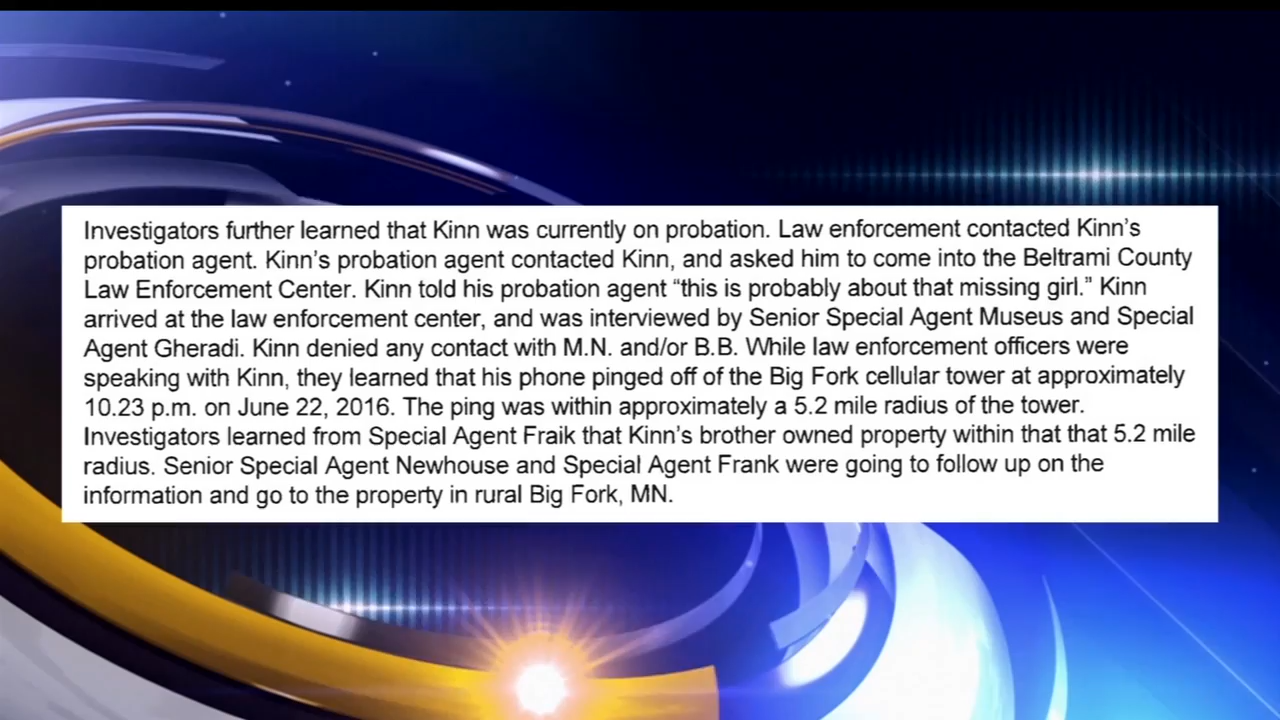 Investigators further learned that Kinn was currently on probation. Law enforcement contacted Kinn’s
probation agent. Kinn’s probation agent contacted Kinn, and asked him to come into the Beltrami County
Law Enforcement Center. Kinn told his probation agent “this is probably about that missing girl.” Kinn
arrived at the law enforcement center, and was interviewed by Senior Special Agent Museus and Special
Agent Gheradi. Kinn denied any contact with M.N. and/or B.B. While law enforcement officers were
speaking with Kinn, they learned that his phone pinged off of the Big Fork cellular tower at approximately
10.23 p.m. on June 22, 2016. The ping was within approximately a 5.2 mile radius of the tower.
Investigators learned from Special Agent Fraik that Kinn’s brother owned property within that that 5.2 mile
radius. Senior Special Agent Newhouse and Special Agent Frank were going to follow up on the
information and go to the property in rural Big Fork, MN.